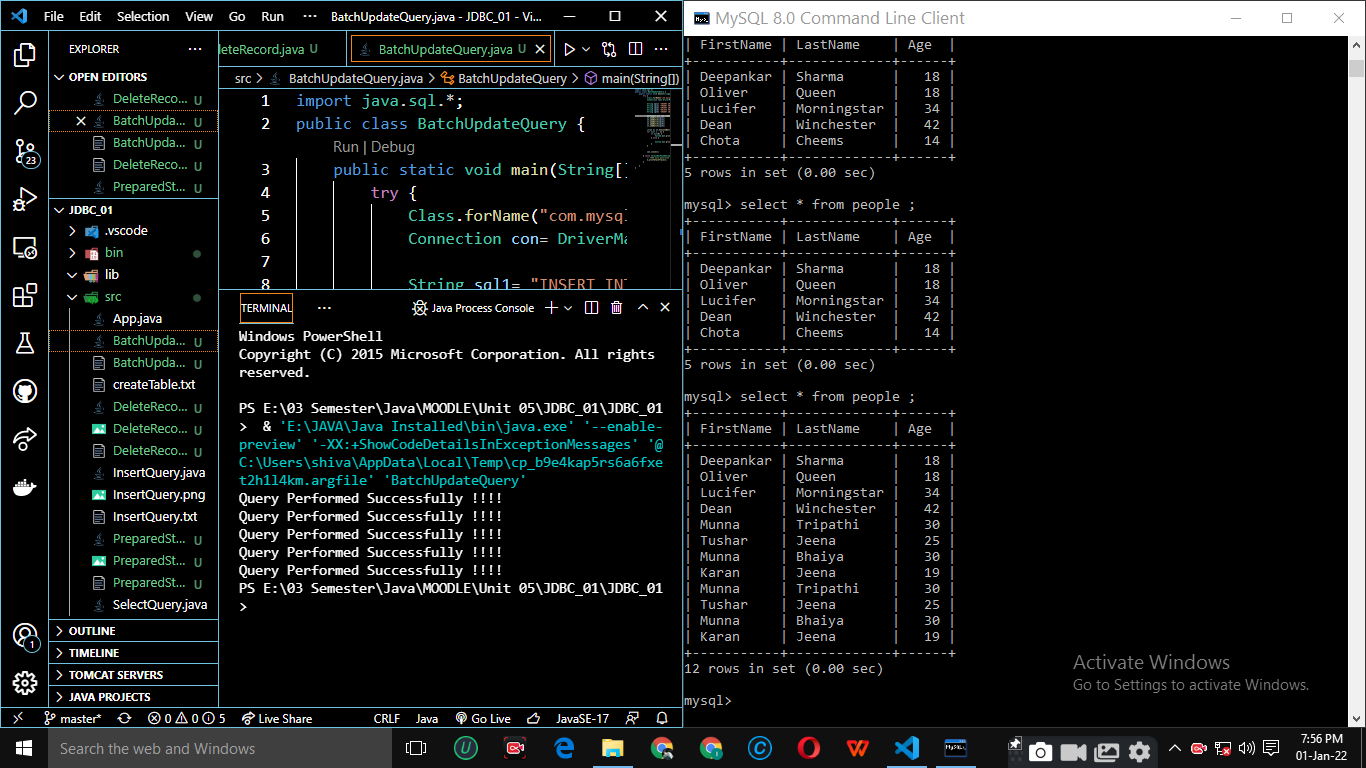 File Edit Selection View Go Run ··· BatchUpdateQuery.java - JDBC_01 - Vi...
EXPLORER ···
OPEN EDITORS
DeleteReco... U
BatchUpda... U
BatchUpda... U
DeleteReco... U
PreparedSt... U
JDBC_01
.vscode
bin
lib
src
App.java
BatchUpda... U
BatchUpda... U
createTable.txt
DeleteReco... U
DeleteReco... U
DeleteReco... U
InsertQuery.java
InsertQuery.png
InsertQuery.txt
PreparedSt... U
PreparedSt... U
PreparedSt... U
SelectQuery.java
OUTLINE
TIMELINE
TOMCAT SERVERS
JAVA PROJECTS
23
1
leteRecord.java U BatchUpdateQuery.java U
src > BatchUpdateQuery.java > BatchUpdateQuery > main(String[])
1 import java.sql.*;
2 public class BatchUpdateQuery {
Run | Debug
3 public static void main(String[]
4 try {
5 Class.forName("com.mysql
6 Connection con= DriverMa
7
8 String sql1= "INSERT INT
TERMINAL ··· Java Process Console
Windows PowerShell
Copyright (C) 2015 Microsoft Corporation. All rights
reserved.
PS E:\03 Semester\Java\MOODLE\Unit 05\JDBC_01\JDBC_01
> & 'E:\JAVA\Java Installed\bin\java.exe' '--enable-
preview' '-XX:+ShowCodeDetailsInExceptionMessages' '@
C:\Users\shiva\AppData\Local\Temp\cp_b9e4kap5rs6a6fxe
t2h1l4km.argfile' 'BatchUpdateQuery'
Query Performed Successfully !!!!
Query Performed Successfully !!!!
Query Performed Successfully !!!!
Query Performed Successfully !!!!
Query Performed Successfully !!!!
PS E:\03 Semester\Java\MOODLE\Unit 05\JDBC_01\JDBC_01
>
master* 0 0 5 Live Share CRLF Java Go Live JavaSE-17
MySQL 8.0 Command Line Client
| FirstName | LastName | Age |
+-----------+-------------+------+
| Deepankar | Sharma | 18 |
| Oliver | Queen | 18 |
| Lucifer | Morningstar | 34 |
| Dean | Winchester | 42 |
| Chota | Cheems | 14 |
+-----------+-------------+------+
5 rows in set (0.00 sec)
mysql> select * from people ;
+-----------+-------------+------+
| FirstName | LastName | Age |
+-----------+-------------+------+
| Deepankar | Sharma | 18 |
| Oliver | Queen | 18 |
| Lucifer | Morningstar | 34 |
| Dean | Winchester | 42 |
| Chota | Cheems | 14 |
+-----------+-------------+------+
5 rows in set (0.00 sec)
mysql> select * from people ;
+-----------+-------------+------+
| FirstName | LastName | Age |
+-----------+-------------+------+
| Deepankar | Sharma | 18 |
| Oliver | Queen | 18 |
| Lucifer | Morningstar | 34 |
| Dean | Winchester | 42 |
| Munna | Tripathi | 30 |
| Tushar | Jeena | 25 |
| Munna | Bhaiya | 30 |
| Karan | Jeena | 19 |
| Munna | Tripathi | 30 |
| Tushar | Jeena | 25 |
| Munna | Bhaiya | 30 |
| Karan | Jeena | 19 |
+-----------+-------------+------+
12 rows in set (0.00 sec)
mysql>
Activate Windows
Go to Settings to activate Windows.
Search the web and Windows
7:56 PM
01-Jan-22